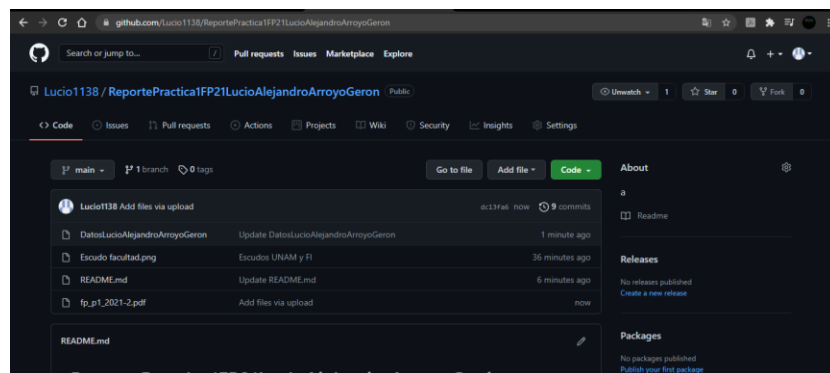 github.com/Lucio1138/ReportePractica1FP21LucioAlejandroArroyoGeron
Search or jump to... / Pull requests Issues Marketplace Explore
Lucio1138 / ReportePractica1FP21LucioAlejandroArroyoGeron Public
Unwatch 1 Star 0 Fork 0
<> Code Issues Pull requests Actions Projects Wiki Security Insights Settings
main 1 branch 0 tags Go to file Add file Code
Lucio1138 Add files via upload dc13fa6 now 9 commits
DatosLucioAlejandroArroyoGeron Update DatosLucioAlejandroArroyoGeron 1 minute ago
Escudo facultad.png Escudos UNAM y FI 36 minutes ago
README.md Update README.md 6 minutes ago
fp_p1_2021-2.pdf Add files via upload now
README.md
About
a
Readme
Releases
No releases published
Create a new release
Packages
No packages published
Publish your first package